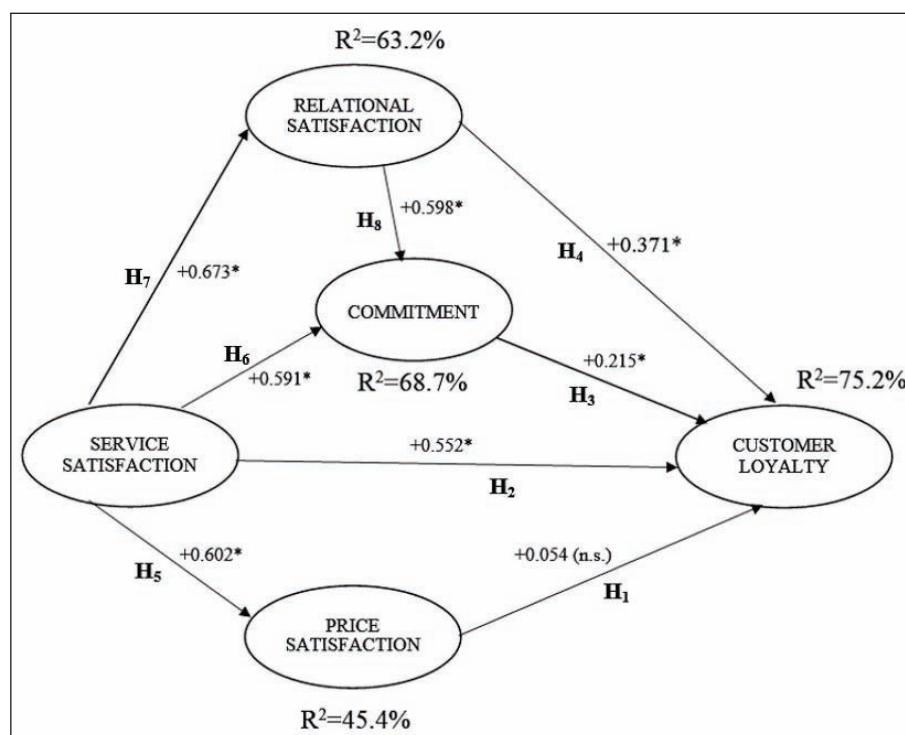 R²=63.2%
RELATIONAL
SATISFACTION
+0.598*
H₈
+0.371*
H₄
H₇
+0.673*
COMMITMENT
H₆
+0.591*
R²=68.7%
+0.215*
H₃
R²=75.2%
SERVICE
SATISFACTION
+0.552*
H₂
CUSTOMER
LOYALTY
+0.602*
H₅
+0.054 (n.s.)
H₁
PRICE
SATISFACTION
R²=45.4%